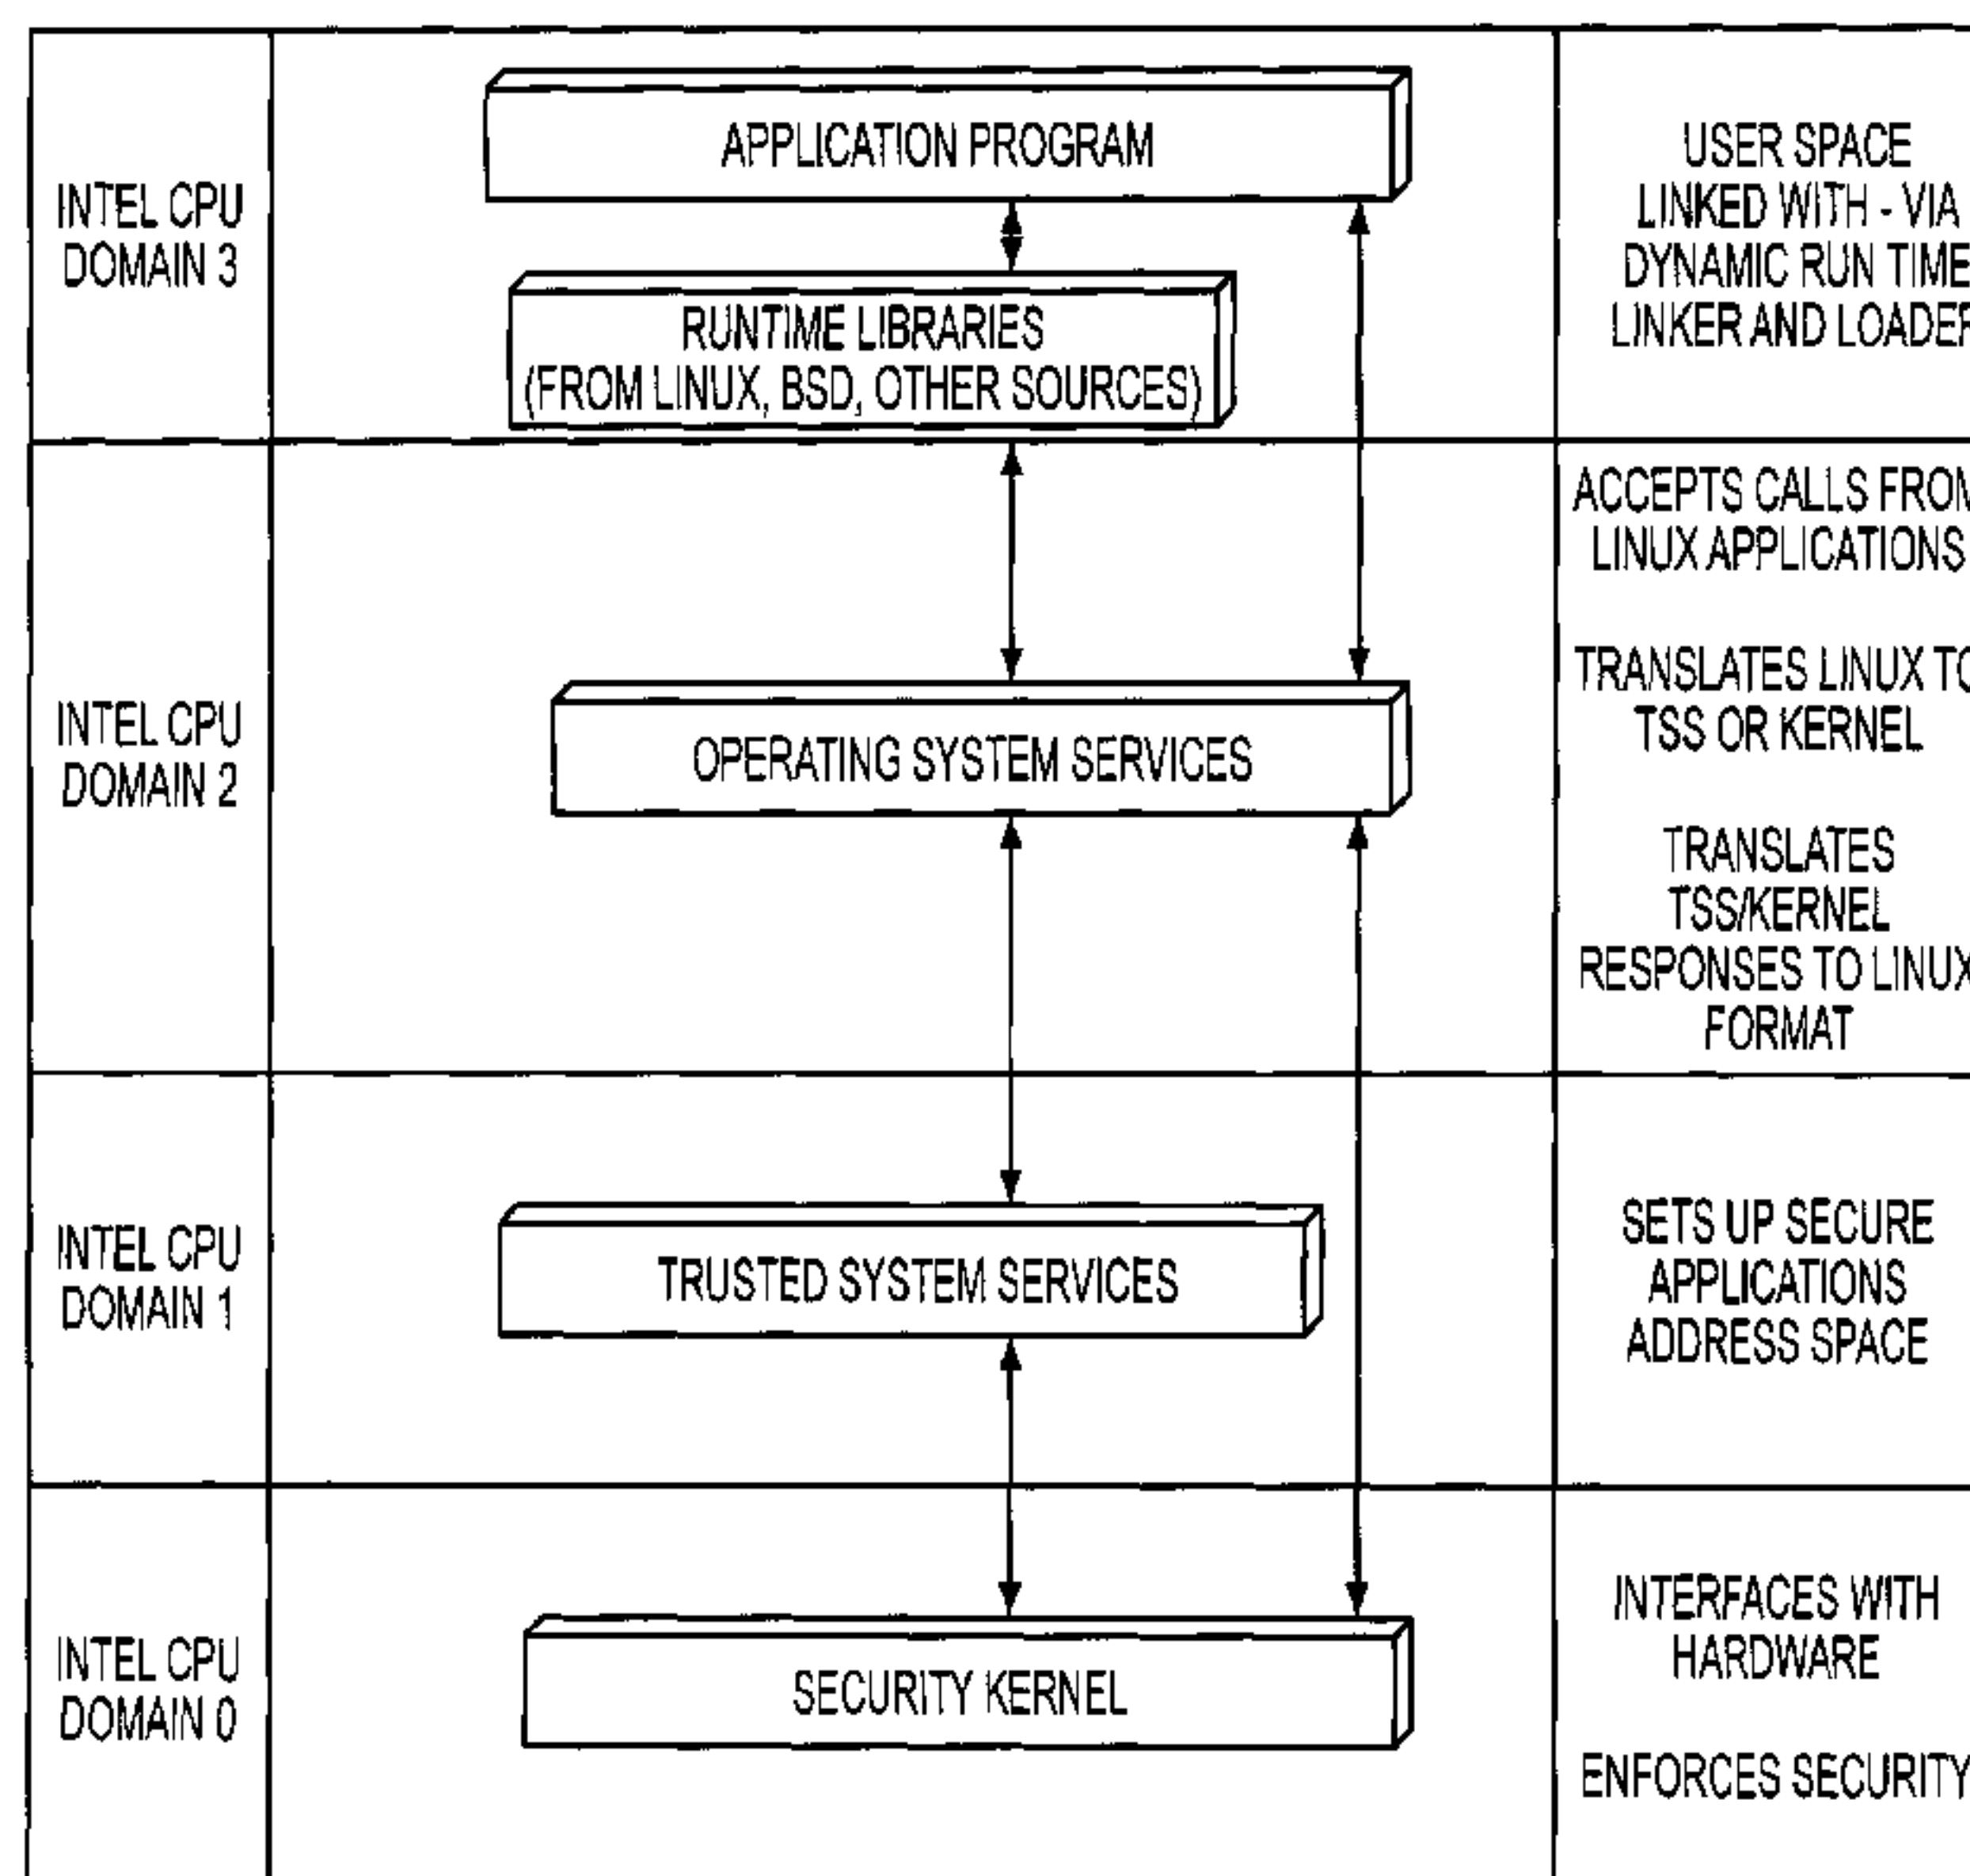 INTEL CPU
DOMAIN 3
APPLICATION PROGRAM
RUNTIME LIBRARIES
(FROM LINUX, BSD, OTHER SOURCES)
USER SPACE
LINKED WITH - VIA
DYNAMIC RUN TIME
LINKER AND LOADER
INTEL CPU
DOMAIN 2
OPERATING SYSTEM SERVICES
ACCEPTS CALLS FROM
LINUX APPLICATIONS
TRANSLATES LINUX TO
TSS OR KERNEL
TRANSLATES
TSS/KERNEL
RESPONSES TO LINUX
FORMAT
INTEL CPU
DOMAIN 1
TRUSTED SYSTEM SERVICES
SETS UP SECURE
APPLICATIONS
ADDRESS SPACE
INTEL CPU
DOMAIN 0
SECURITY KERNEL
INTERFACES WITH
HARDWARE
ENFORCES SECURITY